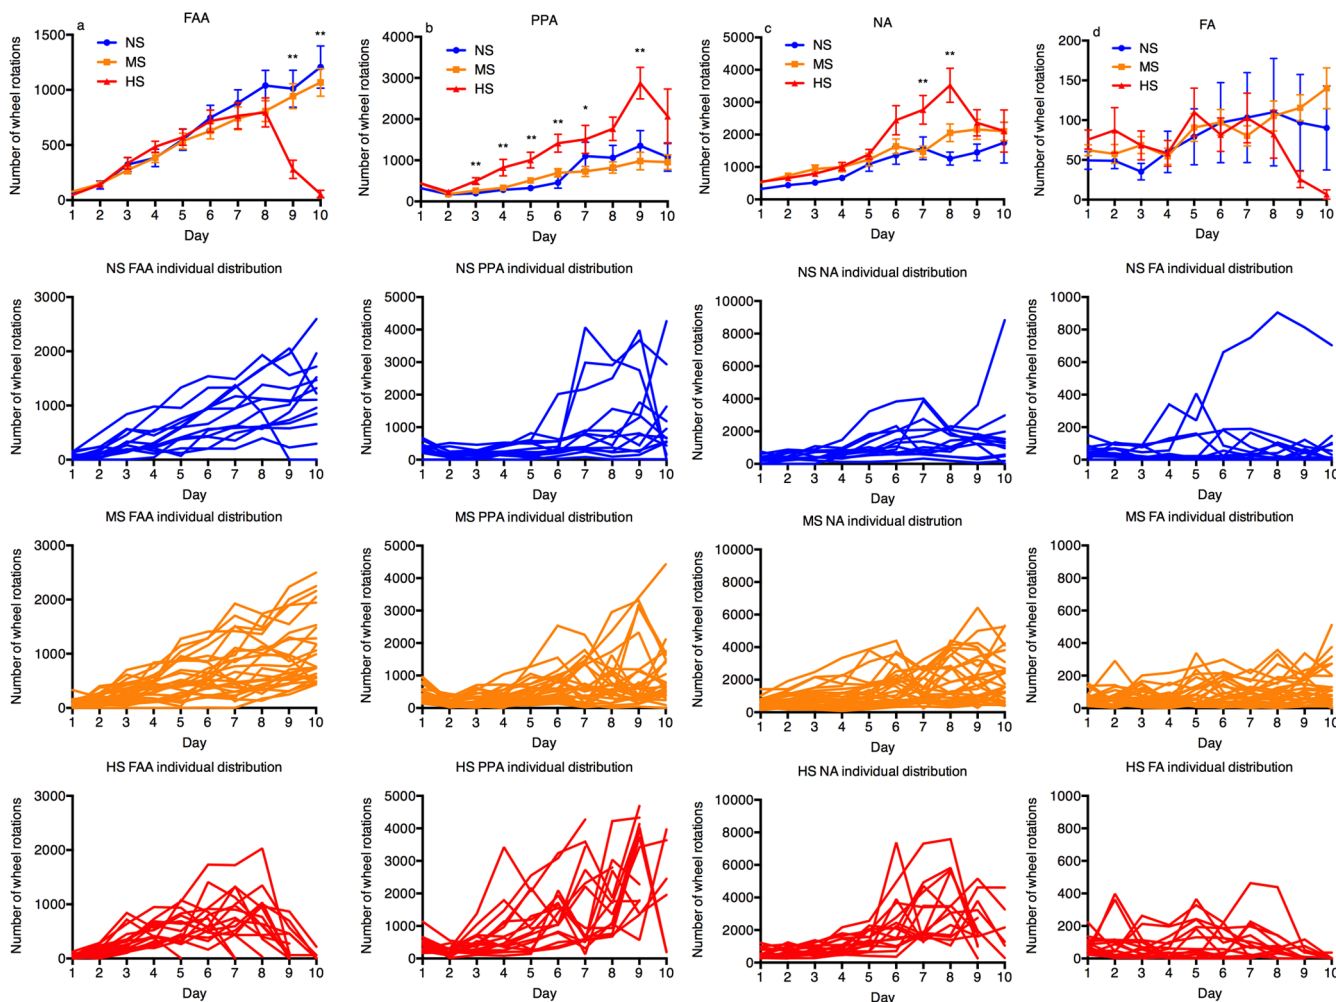 a
FAA
Number of wheel rotations
1500
1000
500
0
NS
MS
HS
**
**
1 2 3 4 5 6 7 8 9 10
Day
b
PPA
Number of wheel rotations
4000
3000
2000
1000
0
NS
MS
HS
**
**
**
**
*
**
1 2 3 4 5 6 7 8 9 10
Day
c
NA
Number of wheel rotations
5000
4000
3000
2000
1000
0
NS
MS
HS
**
**
1 2 3 4 5 6 7 8 9 10
Day
d
FA
Number of wheel rotations
200
150
100
50
0
NS
MS
HS
1 2 3 4 5 6 7 8 9 10
Day
NS FAA individual distribution
Number of wheel rotations
3000
2000
1000
0
1 2 3 4 5 6 7 8 9 10
Day
NS PPA individual distribution
Number of wheel rotations
5000
4000
3000
2000
1000
0
1 2 3 4 5 6 7 8 9 10
Day
NS NA individual distribution
Number of wheel rotations
10000
8000
6000
4000
2000
0
1 2 3 4 5 6 7 8 9 10
Day
NS FA individual distribution
Number of wheel rotations
1000
800
600
400
200
0
1 2 3 4 5 6 7 8 9 10
Day
MS FAA individual distribution
Number of wheel rotations
3000
2000
1000
0
1 2 3 4 5 6 7 8 9 10
Day
MS PPA individual distribution
Number of wheel rotations
5000
4000
3000
2000
1000
0
1 2 3 4 5 6 7 8 9 10
Day
MS NA individual distrution
Number of wheel rotations
10000
8000
6000
4000
2000
0
1 2 3 4 5 6 7 8 9 10
Day
MS FA individual distribution
Number of wheel rotations
1000
800
600
400
200
0
1 2 3 4 5 6 7 8 9 10
Day
HS FAA individual distribution
Number of wheel rotations
3000
2000
1000
0
1 2 3 4 5 6 7 8 9 10
Day
HS PPA individual distribution
Number of wheel rotations
5000
4000
3000
2000
1000
0
1 2 3 4 5 6 7 8 9 10
Day
HS NA individual distribution
Number of wheel rotations
10000
8000
6000
4000
2000
0
1 2 3 4 5 6 7 8 9 10
Day
HS FA individual distribution
Number of wheel rotations
1000
800
600
400
200
0
1 2 3 4 5 6 7 8 9 10
Day